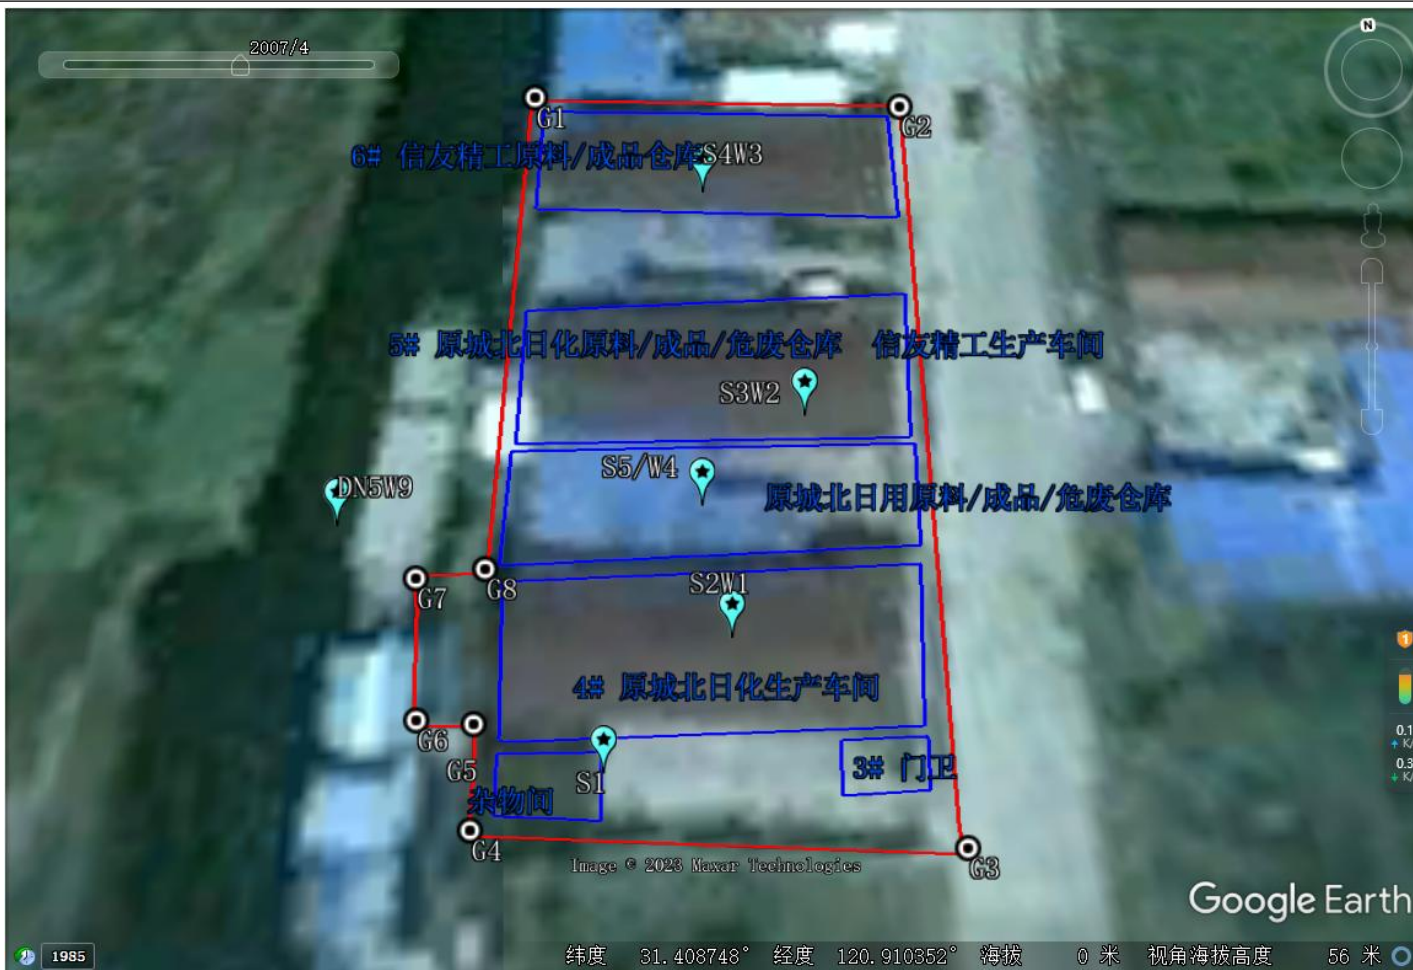 2007/4
N
G1
G2
6# 信友精工原料/成品仓库
S4W3
5# 原城北日化原料/成品/危废仓库 信友精工生产车间
S3W2
S5/W4
DN5W9
原城北日用原料/成品/危废仓库
G7
G8
S2W1
1
4# 原城北日化生产车间
G6
G5
S1
3# 门卫
杂物间
G4
G3
0.1
K/
0.3
K/
Image © 2023 Maxar Technologies
Google Earth
1985
纬度 31.408748° 经度 120.910352° 海拔 0 米 视角海拔高度 56 米